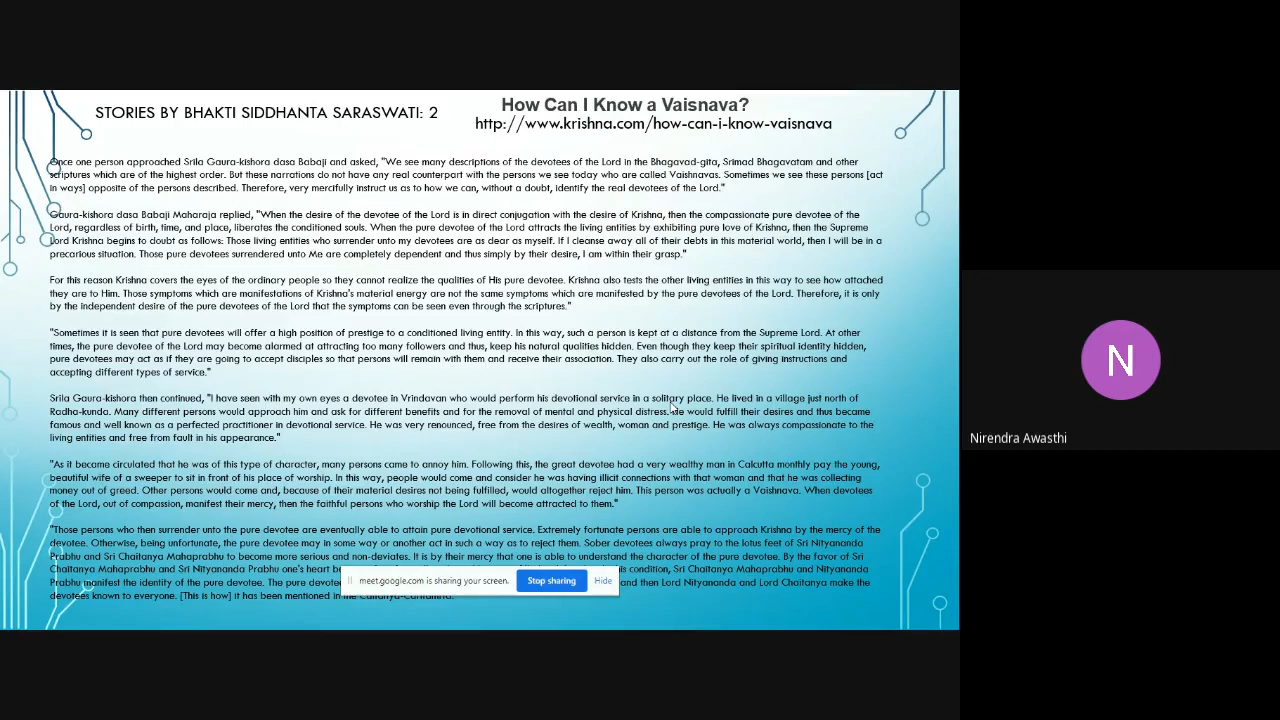 STORIES BY BHAKTI SIDDHANTA SARASWATI: 2
How Can I Know a Vaisnava?
http://www.krishna.com/how-can-i-know-vaisnava
Once one person approached Srila Gaura-kishora dasa Babaji and asked, "We see many descriptions of the devotees of the Lord in the Bhagavad-gita, Srimad Bhagavatam and other
scriptures which are of the highest order. But these narrations do not have any real counterpart with the persons we see today who are called Vaishnavas. Sometimes we see these persons [act
in ways] opposite of the persons described. Therefore, very mercifully instruct us as to how we can, without a doubt, identify the real devotees of the Lord."
Gaura-kishora dasa Babaji Maharaja replied, "When the desire of the devotee of the Lord is in direct conjugation with the desire of Krishna, then the compassionate pure devotee of the
Lord, regardless of birth, time, and place, liberates the conditioned souls. When the pure devotee of the Lord attracts the living entities by exhibiting pure love of Krishna, then the Supreme
Lord Krishna begins to doubt as follows: Those living entities who surrender unto my devotees are as dear as myself. If I cleanse away all of their debts in this material world, then I will be in a
precarious situation. Those pure devotees surrendered unto Me are completely dependent and thus simply by their desire, I am within their grasp."
For this reason Krishna covers the eyes of the ordinary people so they cannot realize the qualities of His pure devotee. Krishna also tests the other living entities in this way to see how attached
they are to Him. Those symptoms which are manifestations of Krishna's material energy are not the same symptoms which are manifested by the pure devotees of the Lord. Therefore, it is only
by the independent desire of the pure devotees of the Lord that the symptoms can be seen even through the scriptures."
"Sometimes it is seen that pure devotees will offer a high position of prestige to a conditioned living entity. In this way, such a person is kept at a distance from the Supreme Lord. At other
times, the pure devotee of the Lord may become alarmed at attracting too many followers and thus, keep his natural qualities hidden. Even though they keep their spiritual identity hidden,
pure devotees may act as if they are going to accept disciples so that persons will remain with them and receive their association. They also carry out the role of giving instructions and
accepting different types of service."
Srila Gaura-kishora then continued, "I have seen with my own eyes a devotee in Vrindavan who would perform his devotional service in a solitary place. He lived in a village just north of
Radha-kunda. Many different persons would approach him and ask for different benefits and for the removal of mental and physical distress. He would fulfill their desires and thus became
famous and well known as a perfected practitioner in devotional service. He was very renounced, free from the desires of wealth, woman and prestige. He was always compassionate to the
living entities and free from fault in his appearance."
"As it became circulated that he was of this type of character, many persons came to annoy him. Following this, the great devotee had a very wealthy man in Calcutta monthly pay the young,
beautiful wife of a sweeper to sit in front of his place of worship. In this way, people would come and consider he was having illicit connections with that woman and that he was collecting
money out of greed. Other persons would come and, because of their material desires not being fulfilled, would altogether reject him. This person was actually a Vaishnava. When devotees
of the Lord, out of compassion, manifest their mercy, then the faithful persons who worship the Lord will become attracted to them."
"Those persons who then surrender unto the pure devotee are eventually able to attain pure devotional service. Extremely fortunate persons are able to approach Krishna by the mercy of the
devotee. Otherwise, being unfortunate, the pure devotee may in some way or another act in such a way as to reject them. Sober devotees always pray to the lotus feet of Sri Nityananda
Prabhu and Sri Chaitanya Mahaprabhu to become more serious and non-deviates. It is by their mercy that one is able to understand the character of the pure devotee. By the favor of Sri
Chaitanya Mahaprabhu and Sri Nityananda Prabhu one's heart condition, Sri Chaitanya Mahaprabhu and Nityananda
Prabhu manifest the identity of the pure devotee. The pure and then Lord Nityananda and Lord Chaitanya make the
devotees known to everyone. [This is how] it has been mentioned in the Caitanya-Caritamrta.
meet.google.com is sharing your screen.
Stop sharing
Hide
N
Nirendra Awasthi